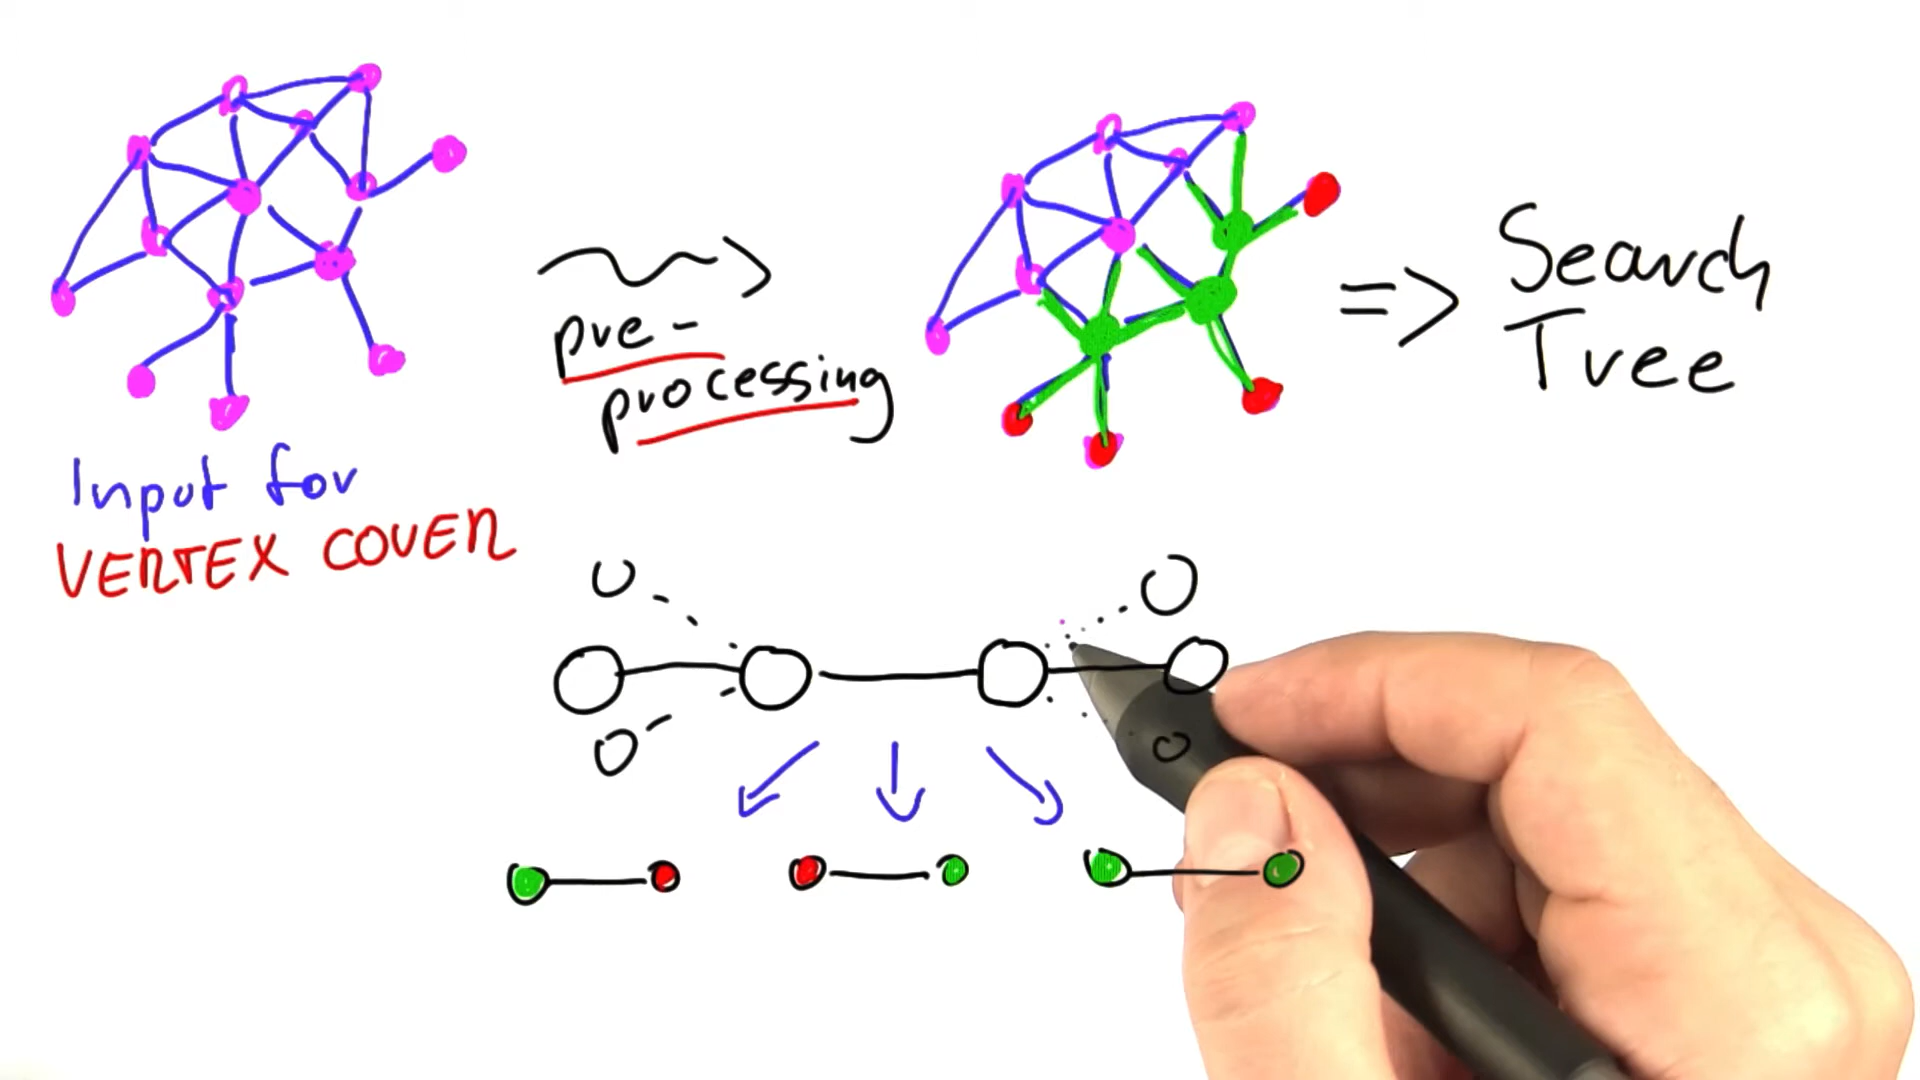 Input for
VERTEX COVER
pre-
processing
=> Search
Tree